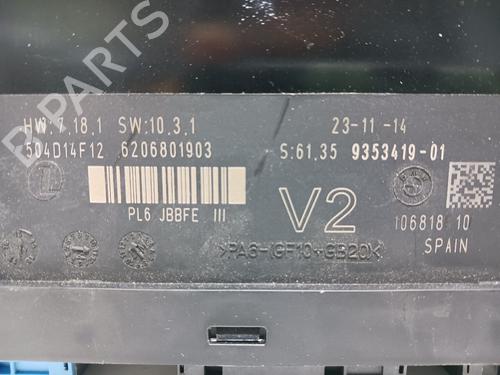 HW:7.18.1 SW:10.3.1 23-11-14
504D14F12 6206801903 S:61.35 9353419-01
PL6 JBBFE III
V2
106818 10
SPAIN
>PA6-(GF10+GB20)<
B-PARTS